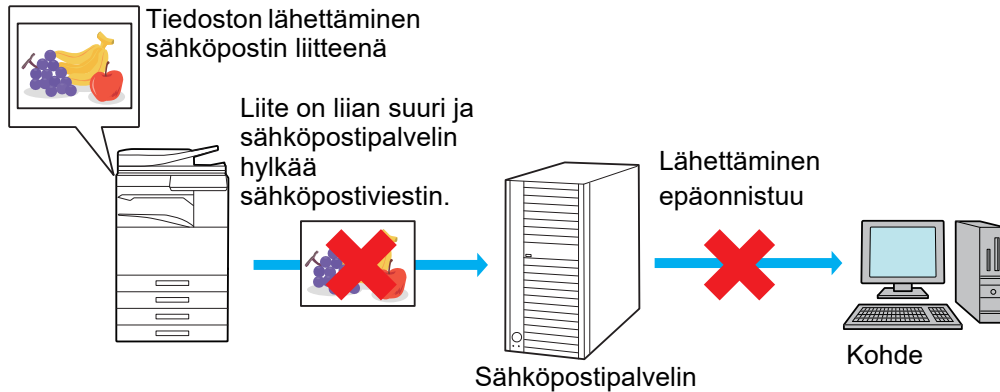 Tiedoston lähettäminen
sähköpostin liitteenä
Liite on liian suuri ja
sähköpostipalvelin
hylkää
sähköpostiviestin.
Lähettäminen
epäonnistuu
Sähköpostipalvelin
Kohde